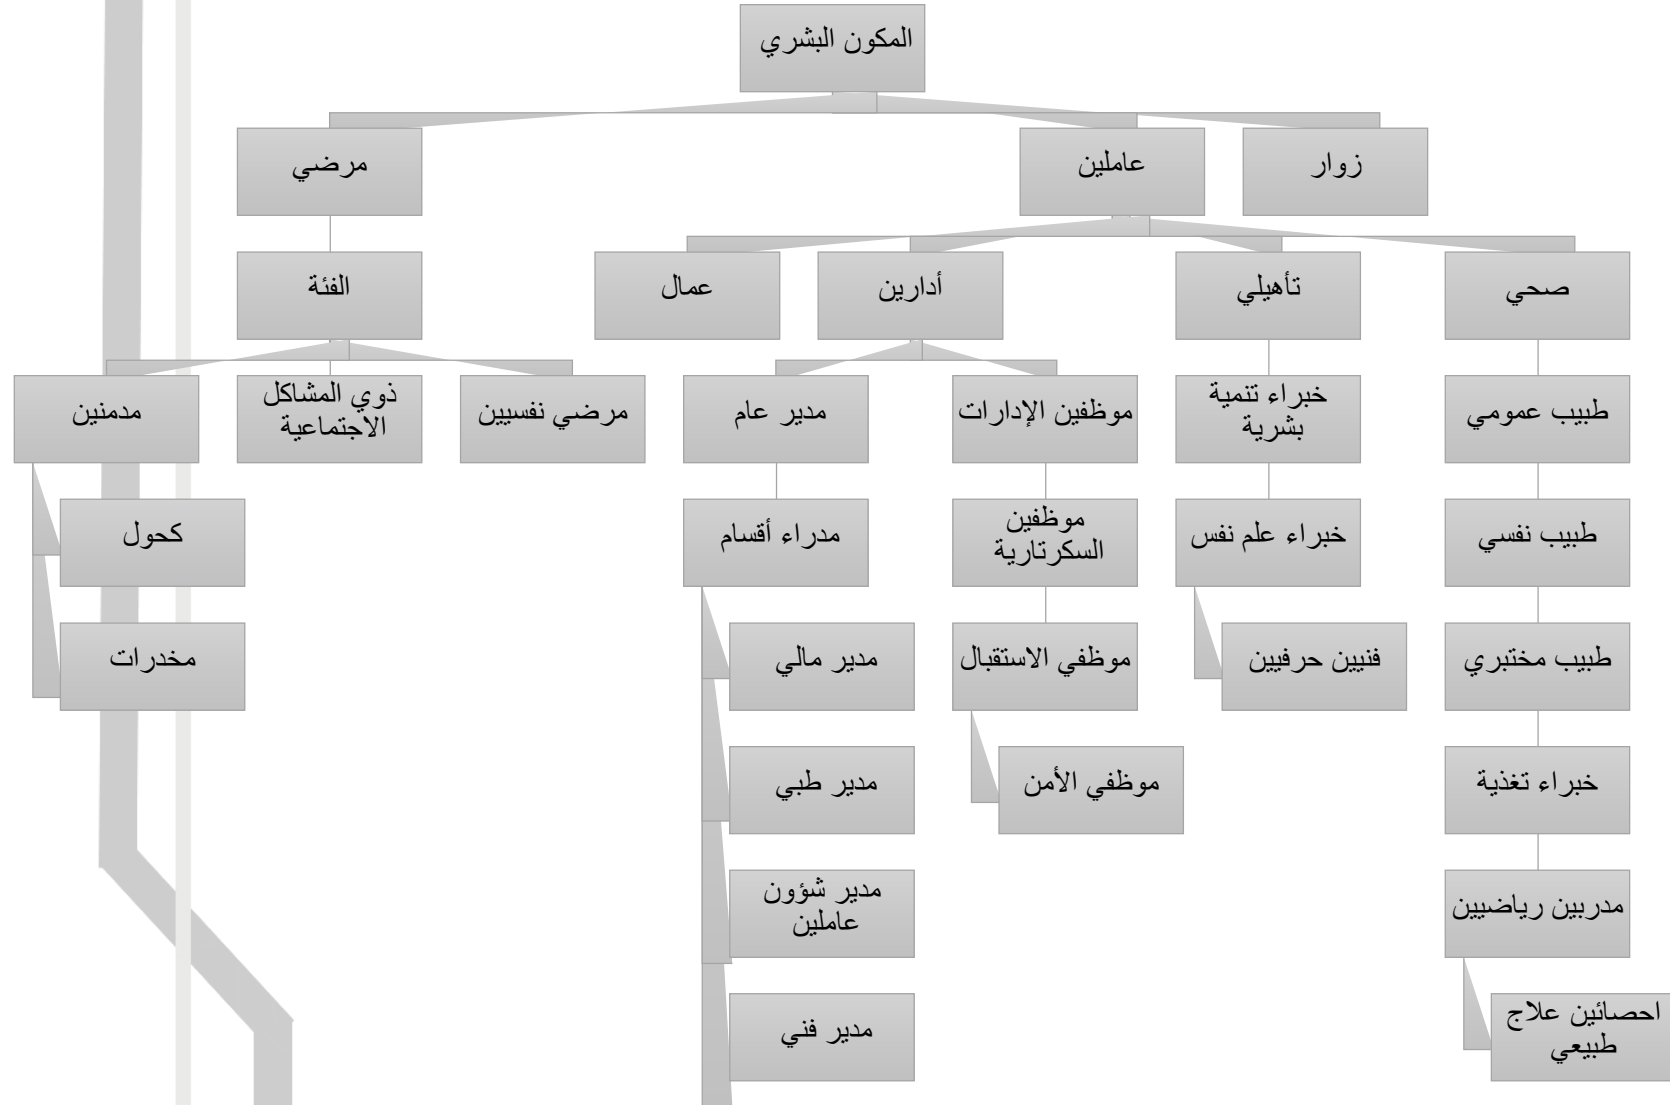 المكون البشري
زوار
عاملين
مرضي
صحي
تأهيلي
أدارين
عمال
الفئة
طبيب عمومي
خبراء تنمية
بشرية
موظفين الإدارات
مدير عام
مرضي نفسيين
ذوي المشاكل
الاجتماعية
مدمنين
طبيب نفسي
خبراء علم نفس
موظفين
السكرتارية
مدراء أقسام
كحول
طبيب مختبري
فنيين حرفيين
موظفي الاستقبال
مدير مالي
مخدرات
خبراء تغذية
موظفي الأمن
مدير طبي
مدربين رياضيين
مدير شؤون
عاملين
احصائين علاج
طبيعي
مدير فني